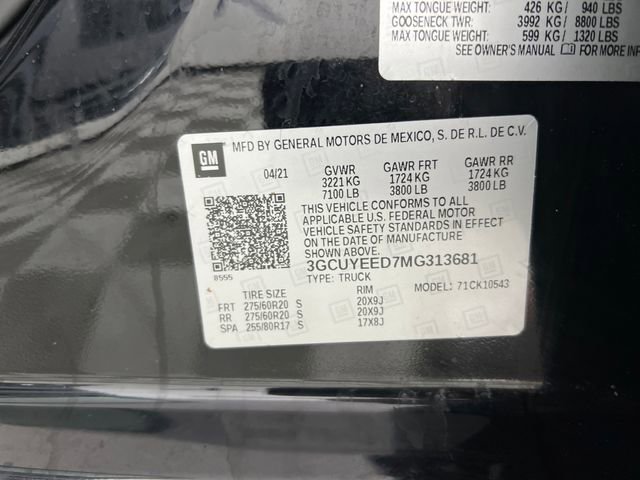 MAX TONGUE WEIGHT: 426 KG / 940 LBS
GOOSENECK TWR: 3992 KG / 8800 LBS
MAX TONGUE WEIGHT: 599 KG / 1320 LBS
SEE OWNER'S MANUAL FOR MORE INFO
GM
MFD BY GENERAL MOTORS DE MEXICO, S. DE R.L. DE C.V.
04/21 GVWR GAWR FRT GAWR RR
3221 KG 1724 KG 1724 KG
7100 LB 3800 LB 3800 LB
THIS VEHICLE CONFORMS TO ALL
APPLICABLE U.S. FEDERAL MOTOR
VEHICLE SAFETY STANDARDS IN EFFECT
ON THE DATE OF MANUFACTURE SHOWN ABOVE.
8595
3GCUYEED7MG313681
TYPE: TRUCK MODEL: 71CK10543
TIRE SIZE RIM
FRT 275/60R20 S 20X9J
RR 275/60R20 S 20X9J
SPA 255/80R17 S 17X8J